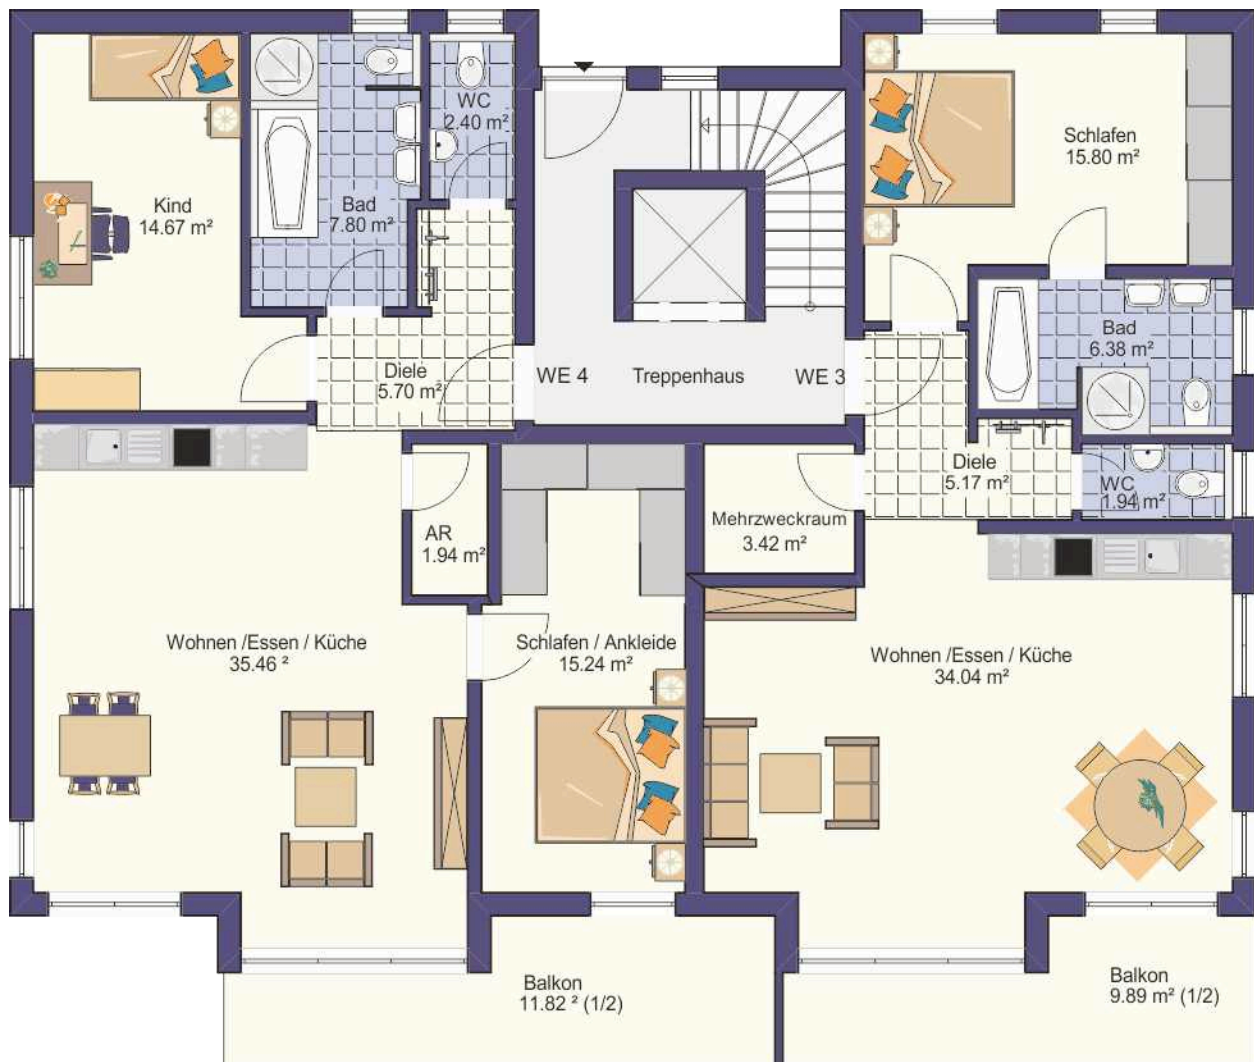 WC
2.40 m²
Schlafen
15.80 m²
Kind
14.67 m²
Bad
7.80 m²
Bad
6.38 m²
Diele
5.70 m²
WE 4
Treppenhaus
WE 3
Diele
5.17 m²
WC
1.94 m²
AR
1.94 m²
Mehrzweckraum
3.42 m²
Wohnen /Essen / Küche
35.46 ²
Schlafen / Ankleide
15.24 m²
Wohnen /Essen / Küche
34.04 m²
Balkon
11.82 ² (1/2)
Balkon
9.89 m² (1/2)